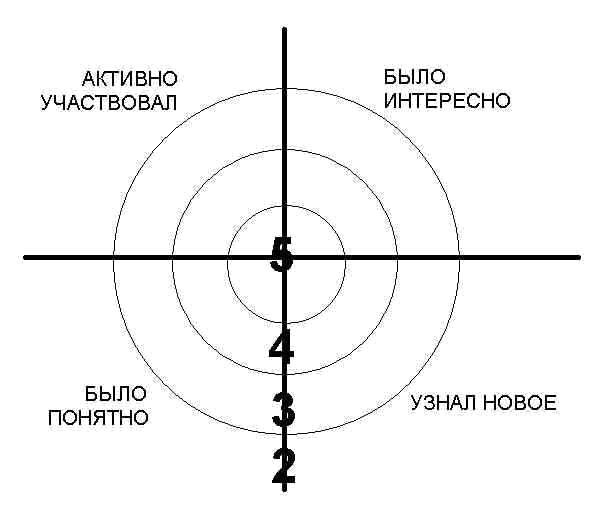 АКТИВНО
УЧАСТВОВАЛ
БЫЛО
ИНТЕРЕСНО
5
4
3
2
БЫЛО
ПОНЯТНО
УЗНАЛ НОВОЕ